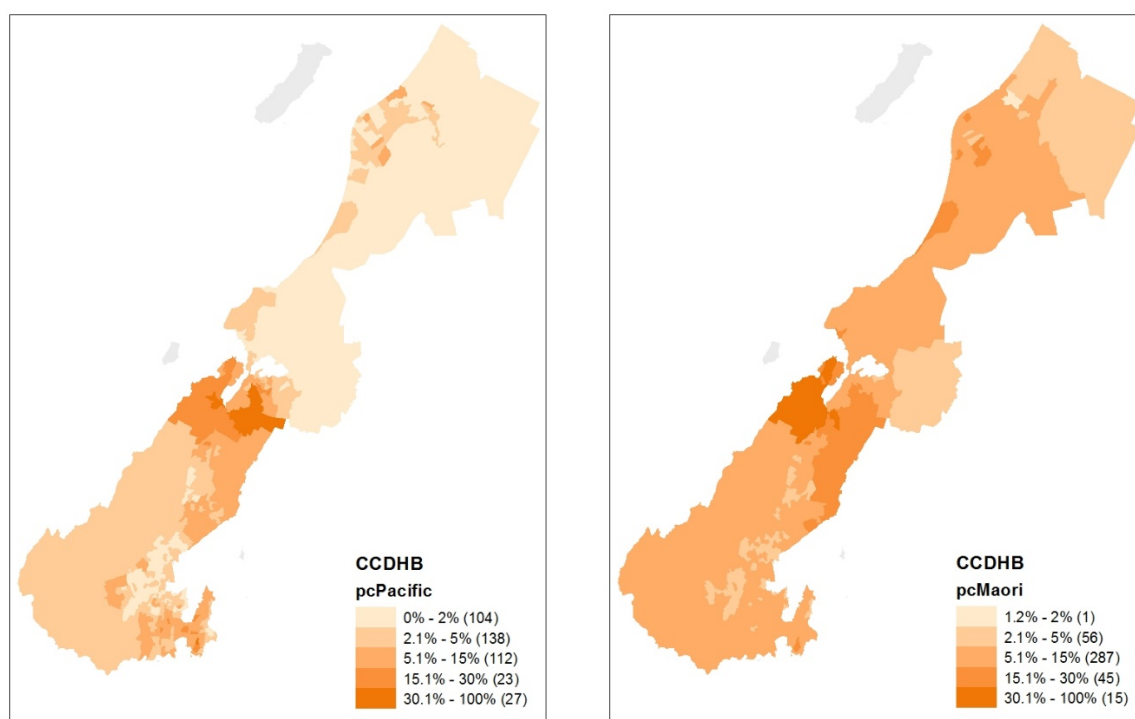 CCDHB
pcPacific
0% - 2% (104)
2.1% - 5% (138)
5.1% - 15% (112)
15.1% - 30% (23)
30.1% - 100% (27)
CCDHB
pcMaori
1.2% - 2% (1)
2.1% - 5% (56)
5.1% - 15% (287)
15.1% - 30% (45)
30.1% - 100% (15)